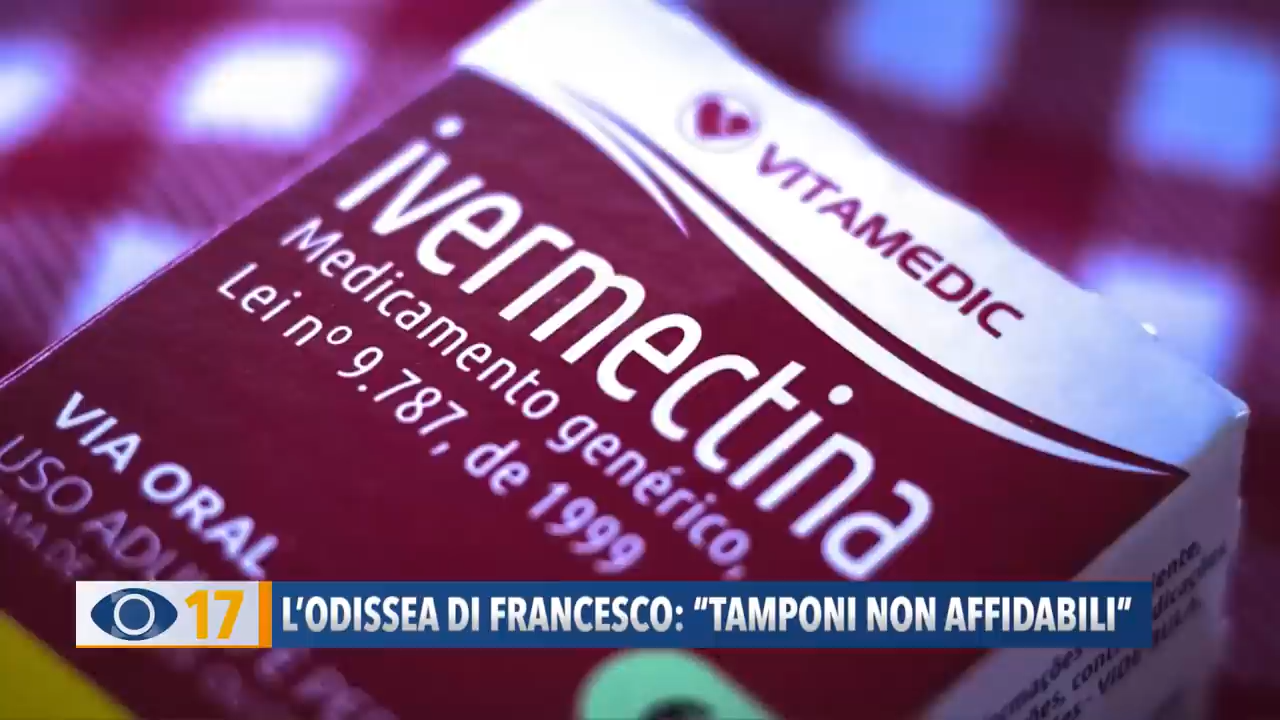 VITAMEDIC
ivermectina
Medicamento genérico,
Lei nº 9.787, de 1999
VIA ORAL
USO
17 L'ODISSEA DI FRANCESCO: "TAMPONI NON AFFIDABILI"